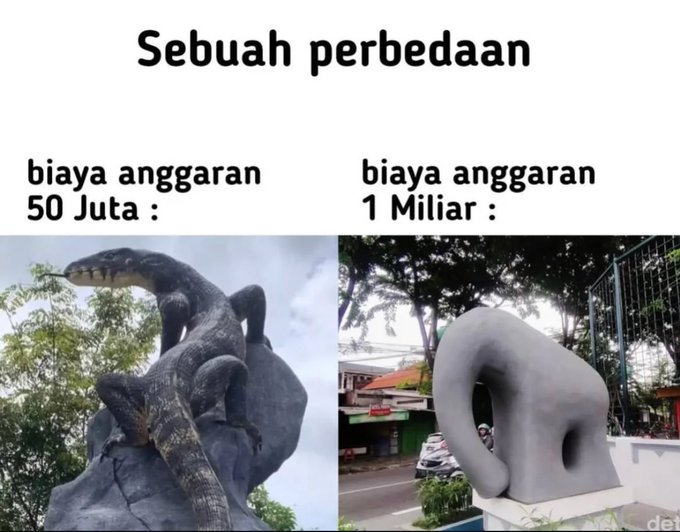 Sebuah perbedaan
biaya anggaran
50 Juta :
biaya anggaran
1 Miliar :